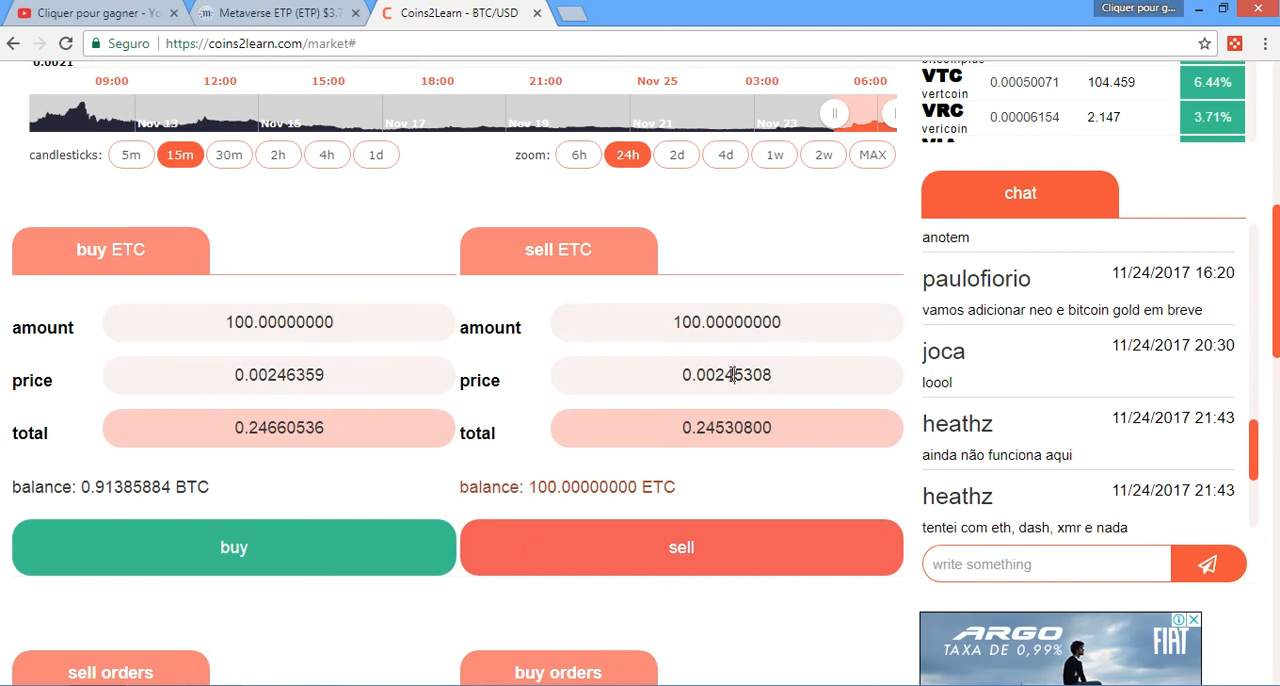 Cliquer pour gagner - Yo
Metaverse ETP (ETP) $3.7
Coins2Learn - BTC/USD
Cliquer pour g...
Seguro
https://coins2learn.com/market#
0.0021
09:00 12:00 15:00 18:00 21:00 Nov 25 03:00 06:00
Nov 13 Nov 15 Nov 17 Nov 19 Nov 21 Nov 23
candlesticks: 5m 15m 30m 2h 4h 1d
zoom: 6h 24h 2d 4d 1w 2w MAX
buy ETC
amount 100.00000000
price 0.00246359
total 0.24660536
balance: 0.91385884 BTC
buy
sell ETC
amount 100.00000000
price 0.00245308
total 0.24530800
balance: 100.00000000 ETC
sell
sell orders
buy orders
bitcoinplus
VTC 0.00050071 104.459 6.44%
vertcoin
VRC 0.00006154 2.147 3.71%
vericoin
chat
anotem
paulofiorio 11/24/2017 16:20
vamos adicionar neo e bitcoin gold em breve
joca 11/24/2017 20:30
loool
heathz 11/24/2017 21:43
ainda não funciona aqui
heathz 11/24/2017 21:43
tentei com eth, dash, xmr e nada
write something
ARGO
TAXA DE 0,99%
FIAT